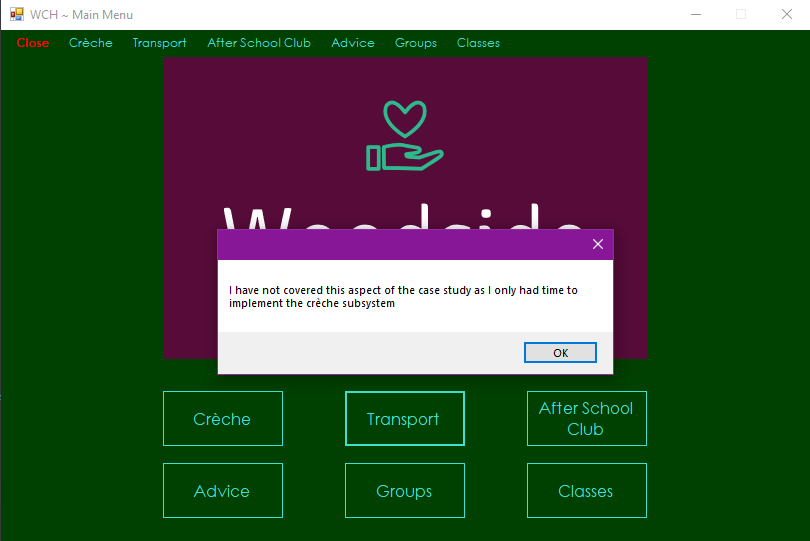 WCH ~ Main Menu
Close Crèche Transport After School Club Advice Groups Classes
Woodside
I have not covered this aspect of the case study as I only had time to
implement the crèche subsystem
OK
Crèche Transport After School
Club
Advice Groups Classes